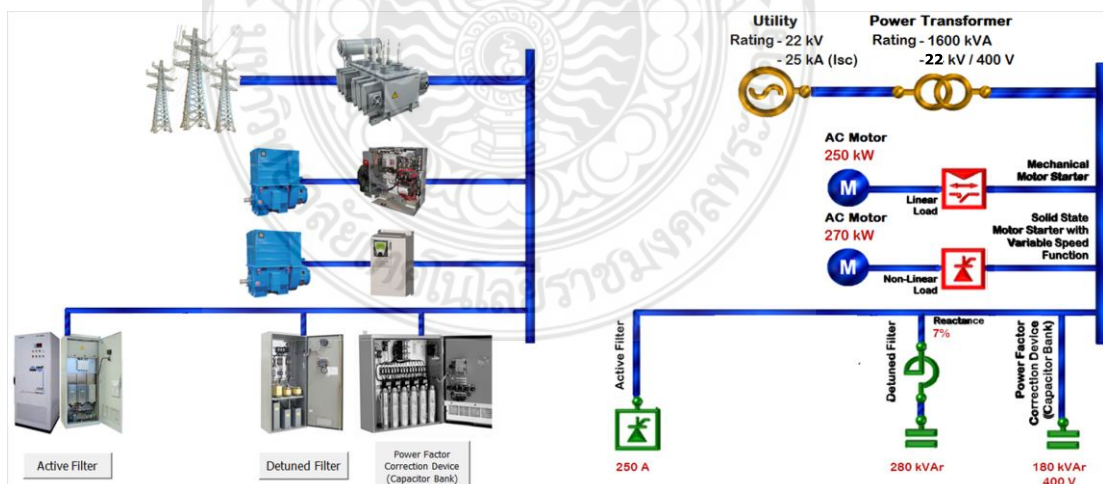 Utility
Rating - 22 kV
- 25 kA (Isc)
Power Transformer
Rating - 1600 kVA
-22 kV / 400 V
AC Motor
250 kW
M
Linear
Load
Mechanical
Motor Starter
AC Motor
270 kW
M
Non-Linear
Load
Solid State
Motor Starter with
Variable Speed
Function
Active Filter
250 A
Reactance
7%
Detuned Filter
280 kVAr
Power Factor
Correction Device
(Capacitor Bank)
180 kVAr
400 V
Active Filter
Detuned Filter
Power Factor
Correction Device
(Capacitor Bank)